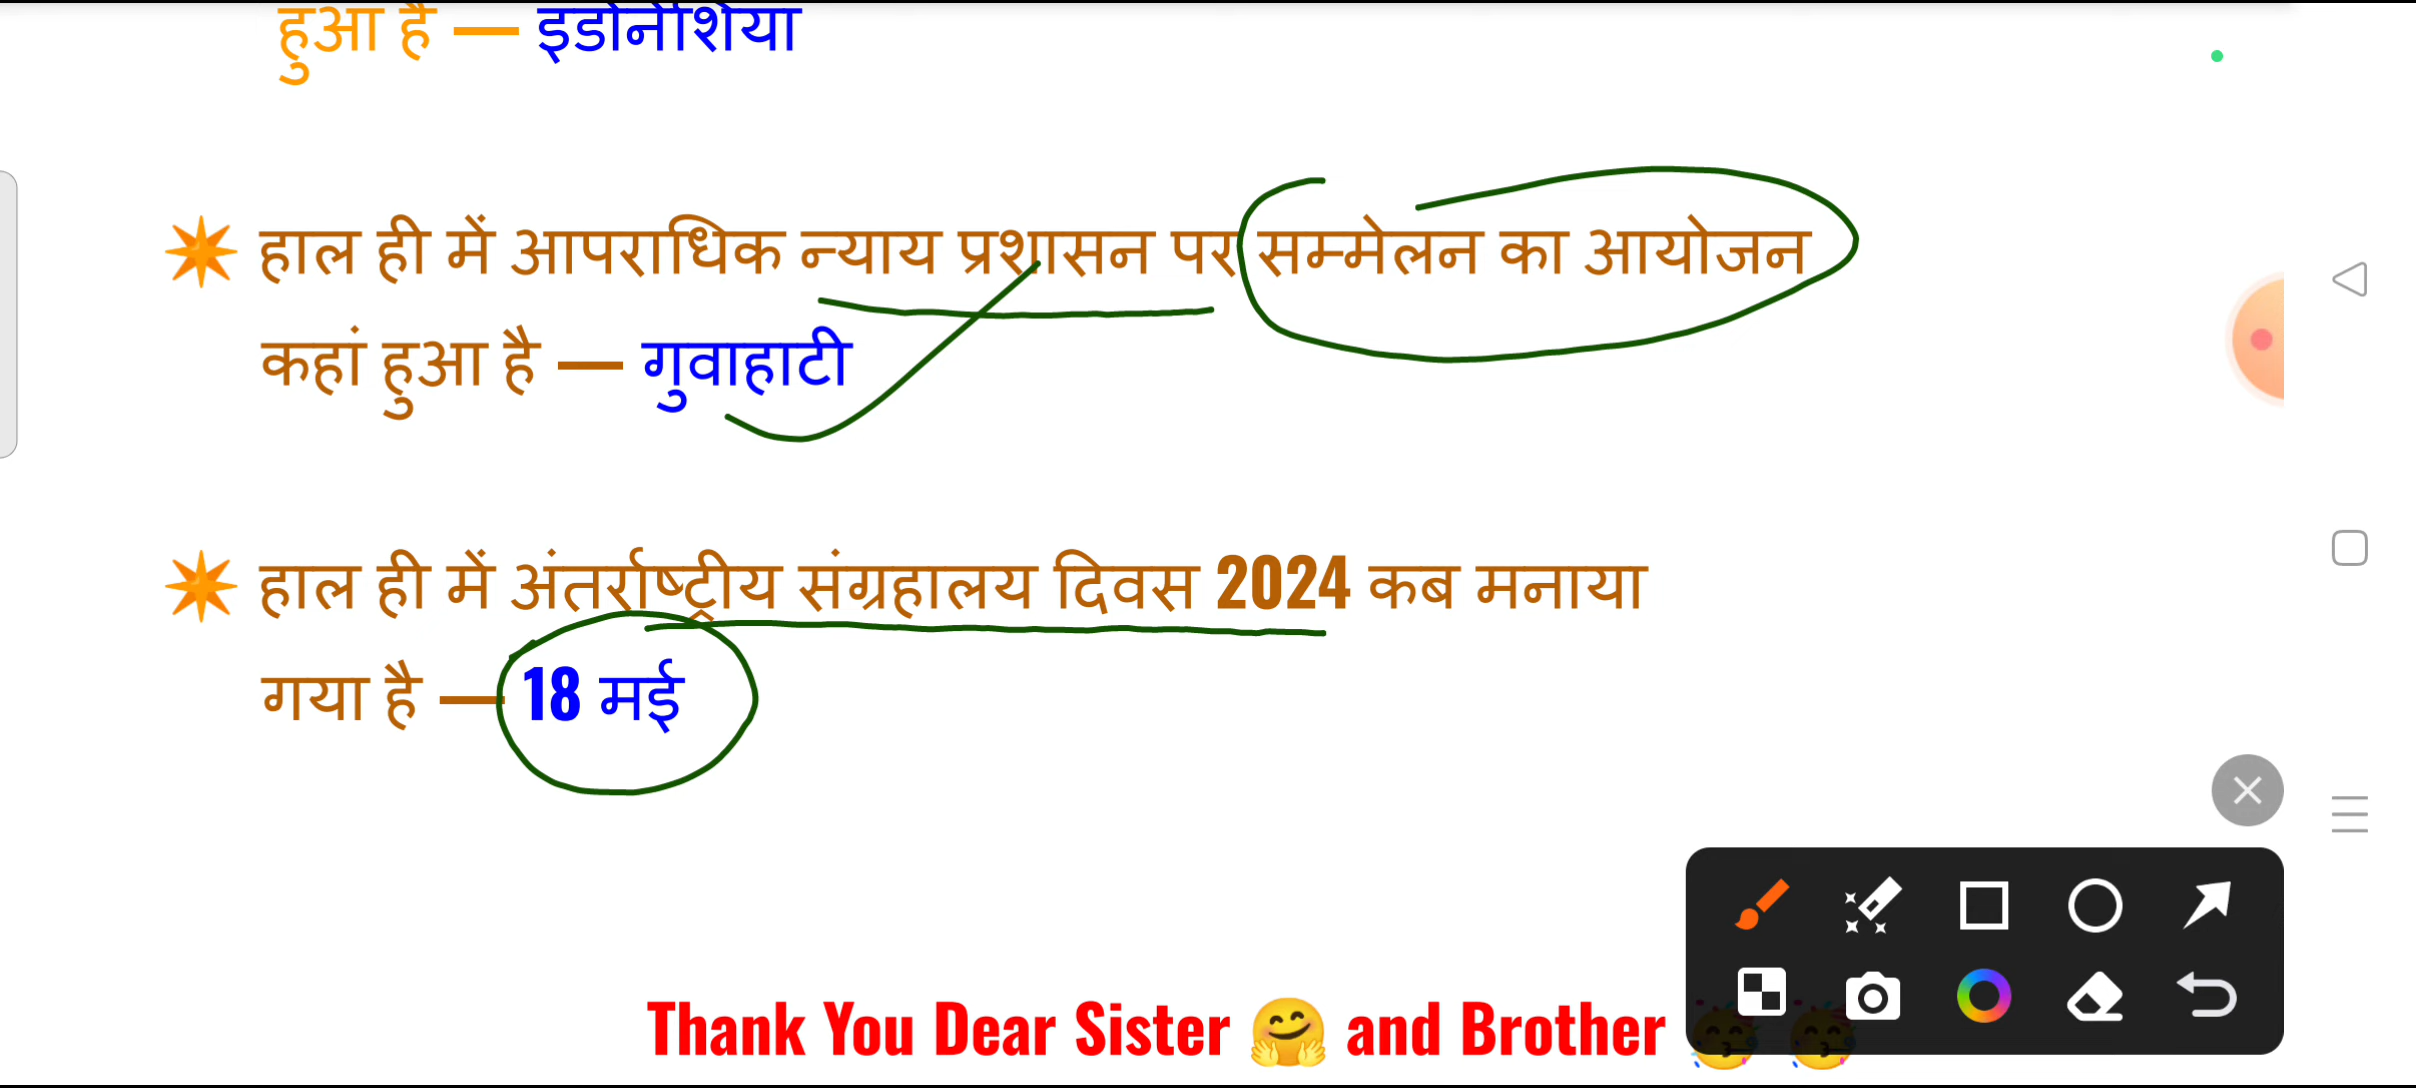 हुआ है — इंडोनेशिया
हाल ही में आपराधिक न्याय प्रशासन पर सम्मेलन का आयोजन
कहां हुआ है — गुवाहाटी
हाल ही में अंतर्राष्ट्रीय संग्रहालय दिवस 2024 कब मनाया
गया है — 18 मई
Thank You Dear Sister 🤗 and Brother 🥳 🥳